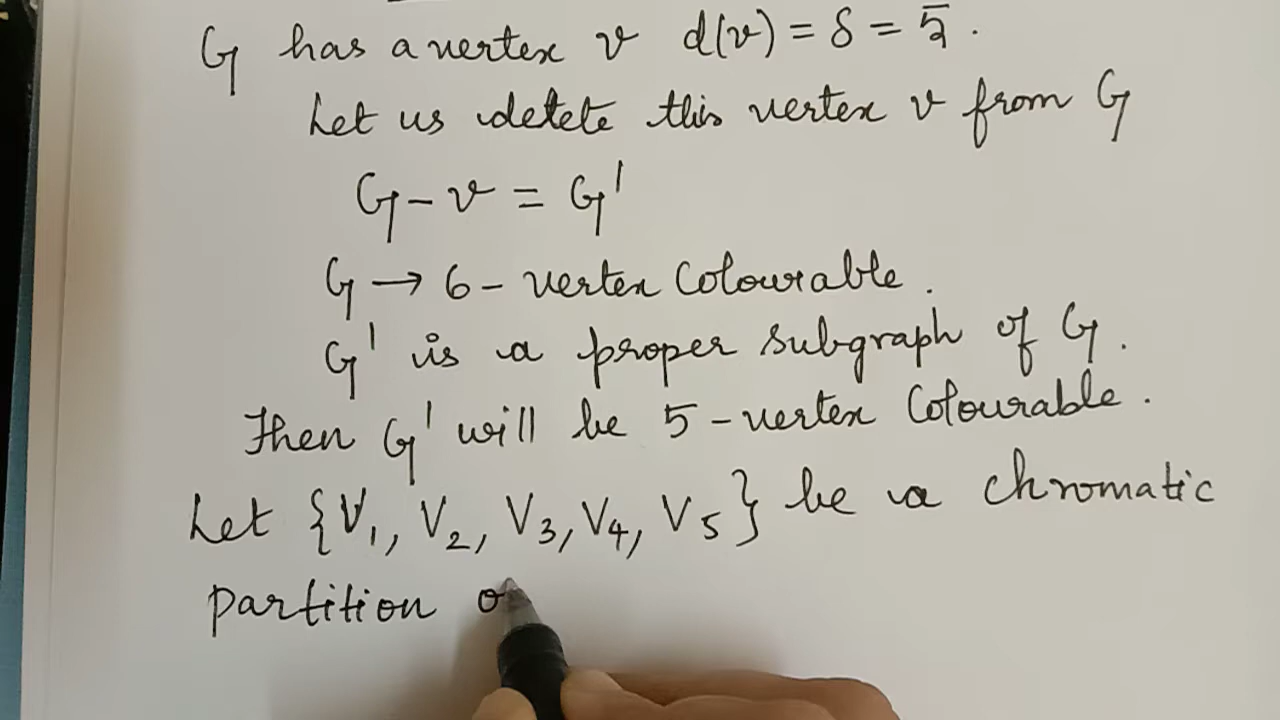 G has a vertex v d(v) = δ = 5.
Let us delete this vertex v from G
G - v = G'
G → 6 - vertex Colourable.
G' is a proper subgraph of G.
Then G' will be 5 - vertex Colourable.
Let {V1, V2, V3, V4, V5} be a chromatic
partition o